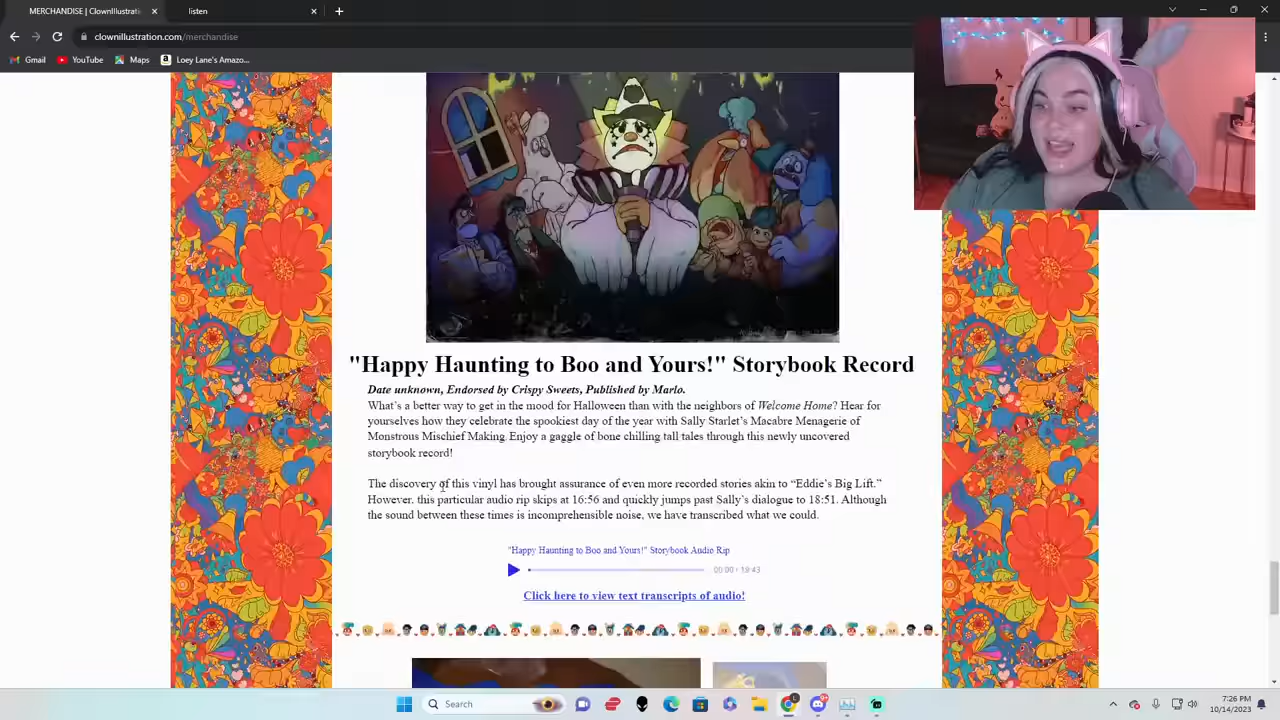 MERCHANDISE | Clownillustration
listen
clownillustration.com/merchandise
Gmail
YouTube
Maps
Loey Lane's Amazo...
"Happy Haunting to Boo and Yours!" Storybook Record
Date unknown, Endorsed by Crispy Sweets, Published by Marlo.
What's a better way to get in the mood for Halloween than with the neighbors of Welcome Home? Hear for
yourselves how they celebrate the spookiest day of the year with Sally Starlet's Macabre Menagerie of
Monstrous Mischief Making. Enjoy a gaggle of bone chilling tall tales through this newly uncovered
storybook record!
The discovery of this vinyl has brought assurance of even more recorded stories akin to “Eddie's Big Lift.”
However, this particular audio rip skips at 16:56 and quickly jumps past Sally's dialogue to 18:51. Although
the sound between these times is incomprehensible noise, we have transcribed what we could.
"Happy Haunting to Boo and Yours!" Storybook Audio Rip
00:00 / 19:43
Click here to view text transcripts of audio!
Search
7:26 PM
10/14/2023